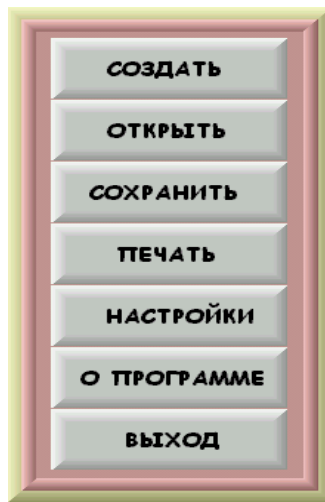 СОЗДАТЬ
ОТКРЫТЬ
СОХРАНИТЬ
ПЕЧАТЬ
НАСТРОЙКИ
О ПРОГРАММЕ
ВЫХОД